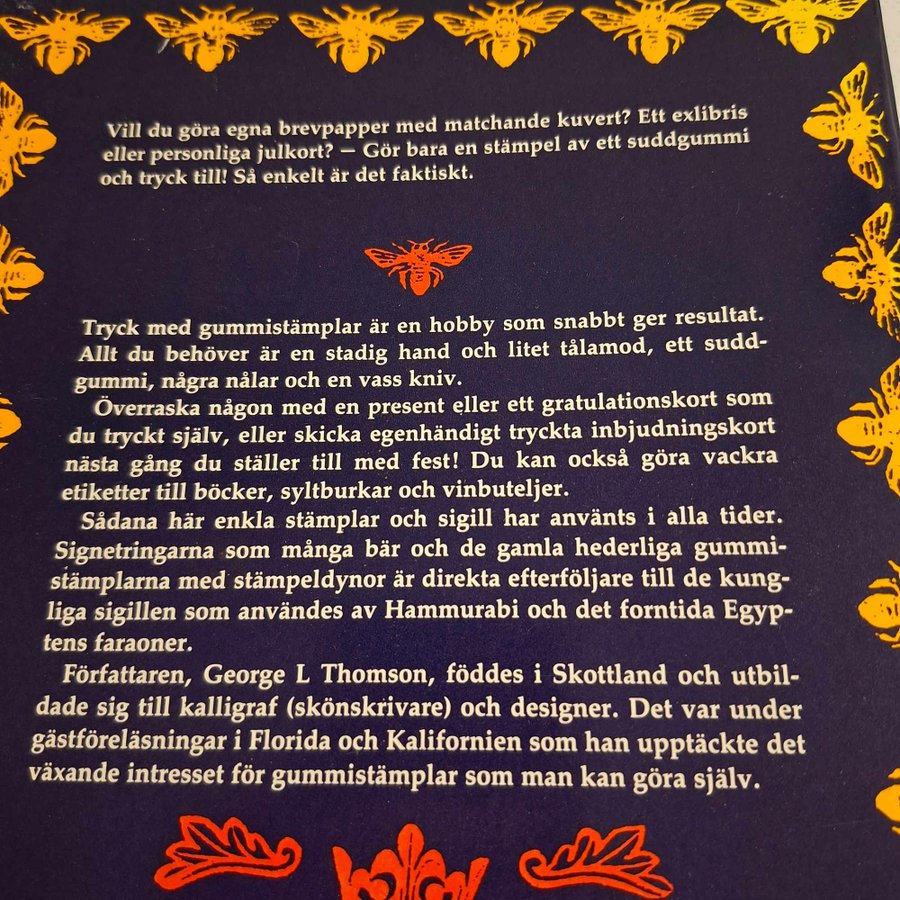 Vill du göra egna brevpapper med matchande kuvert? Ett exlibris
eller personliga julkort? — Gör bara en stämpel av ett suddgummi
och tryck till! Så enkelt är det faktiskt.
Tryck med gummistämplar är en hobby som snabbt ger resultat.
Allt du behöver är en stadig hand och litet tålamod, ett sudd-
gummi, några nålar och en vass kniv.
Överraska någon med en present eller ett gratulationskort som
du tryckt själv, eller skicka egenhändigt tryckta inbjudningskort
nästa gång du ställer till med fest! Du kan också göra vackra
etiketter till böcker, syltburkar och vinbuteljer.
Sådana här enkla stämplar och sigill har använts i alla tider.
Signetringarna som många bär och de gamla hederliga gummi-
stämplarna med stämpeldynor är direkta efterföljare till de kung-
liga sigillen som användes av Hammurabi och det forntida Egyp-
tens faraoner.
Författaren, George L Thomson, föddes i Skottland och utbil-
dade sig till kalligraf (skönskrivare) och designer. Det var under
gästföreläsningar i Florida och Kalifornien som han upptäckte det
växande intresset för gummistämplar som man kan göra själv.